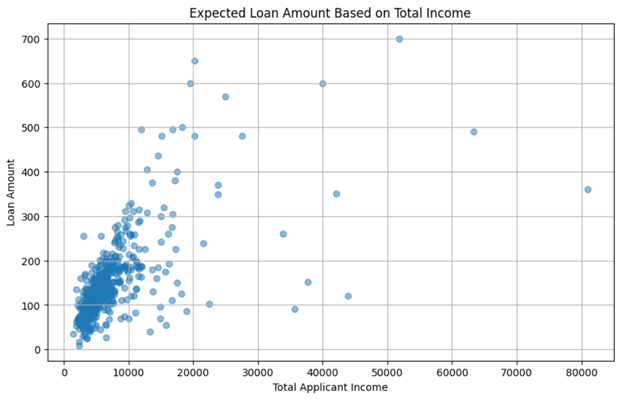 Expected Loan Amount Based on Total Income
Loan Amount
700
600
500
400
300
200
100
0
0 10000 20000 30000 40000 50000 60000 70000 80000
Total Applicant Income